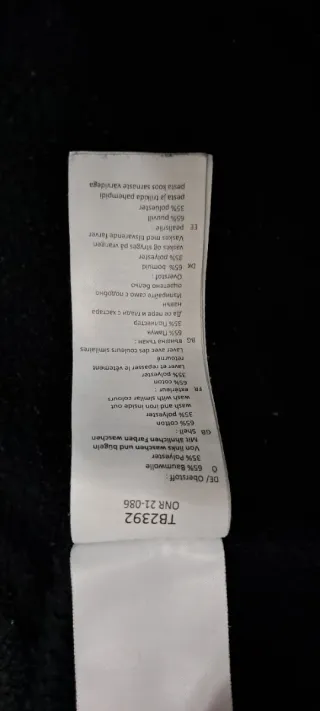 TB2392
ONR 21-086
DE/ Oberstoff:
O 65% Baumwolle
35% Polyester
Von links waschen und bügeln
Mit ähnlichen Farben waschen
GB Shell:
65% cotton
35% polyester
wash and iron inside out
wash with similar colours
FR exterieur:
65% coton
35% polyester
Laver et repasser le vêtement
retourné
Laver avec des couleurs similaires
BG Външна тъкан:
65% Памук
35% Полиестер
Да се пере и глади с хастара
навън
Изпирайте само с подобно
оцветено бельо
Overstof:
DK 65% bomuld
35% polyester
Vaskes og stryges på vrangen
Vaskes med tilsvarende farver
EE pealisriie
65% puuvill
35% polüester
pesta ja triikida pahempidi
pesta koos sarnaste värvidega